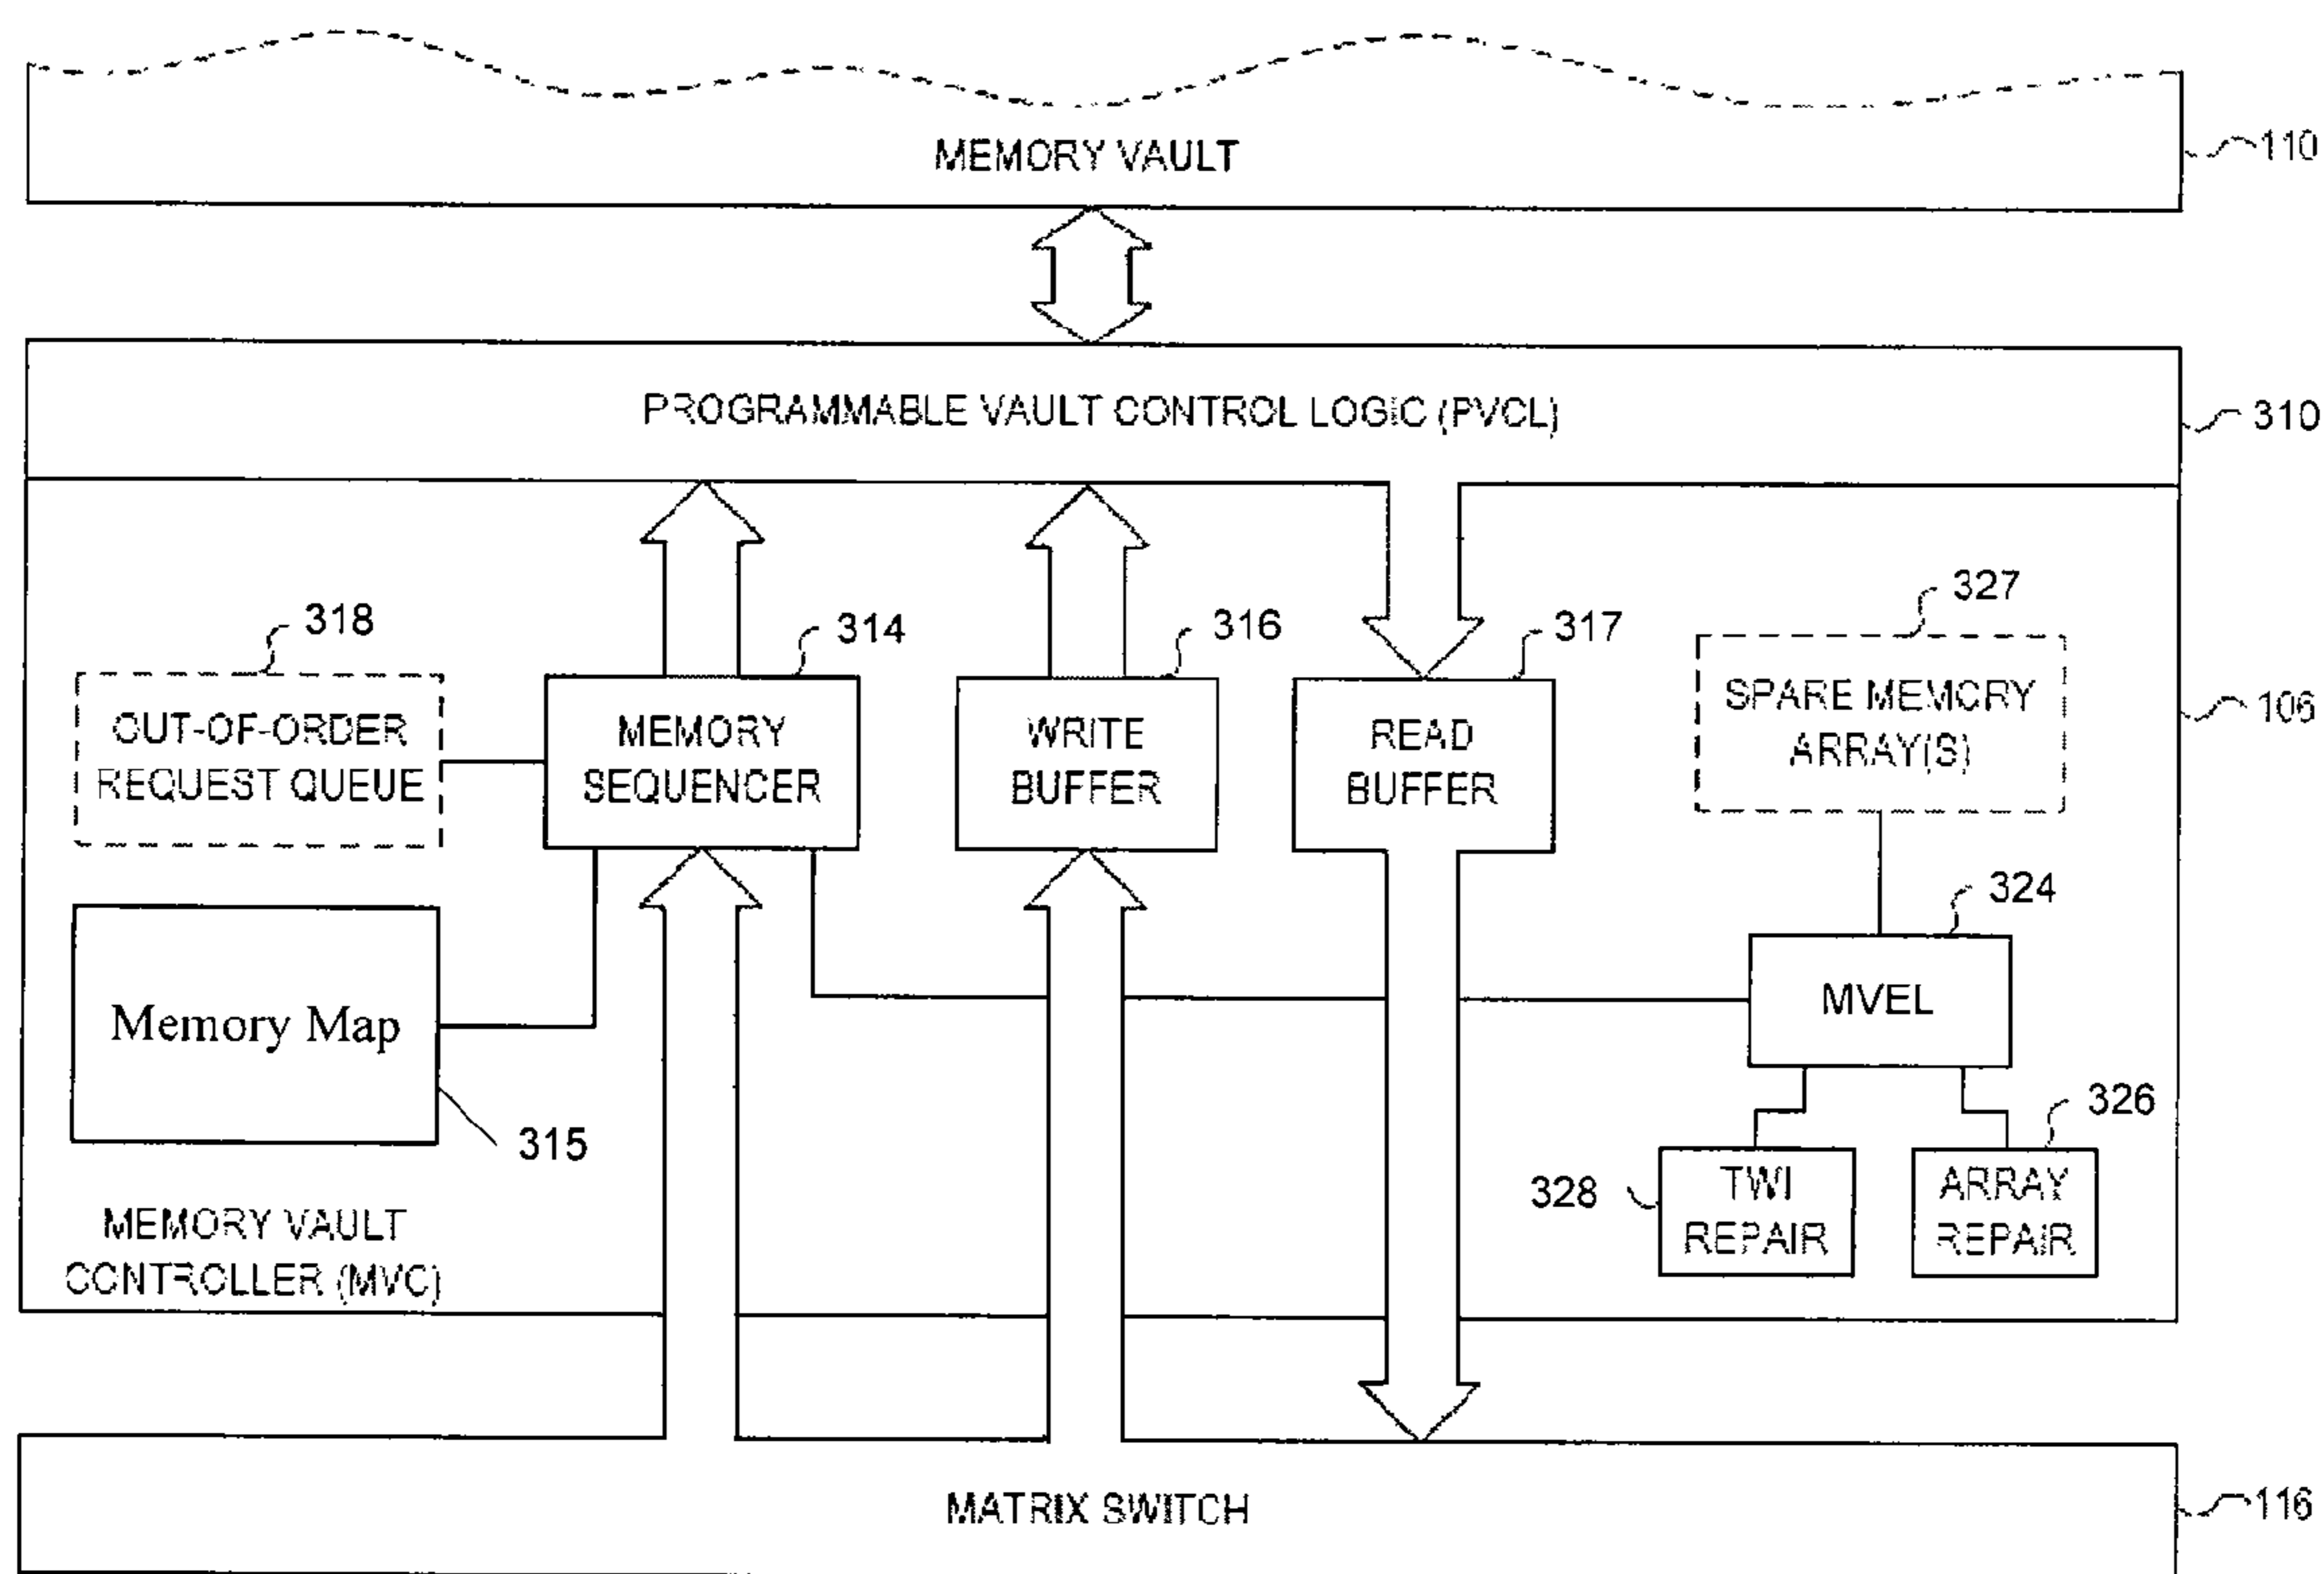 MEMORY VAULT
110
PROGRAMMABLE VAULT CONTROL LOGIC (PVCL)
310
318
314
316
317
327
OUT-OF-ORDER
REQUEST QUEUE
MEMORY
SEQUENCER
WRITE
BUFFER
READ
BUFFER
SPARE MEMORY
ARRAY(S)
106
324
MVEL
Memory Map
315
326
328
TWI
REPAIR
ARRAY
REPAIR
MEMORY VAULT
CONTROLLER (MVC)
MATRIX SWITCH
116